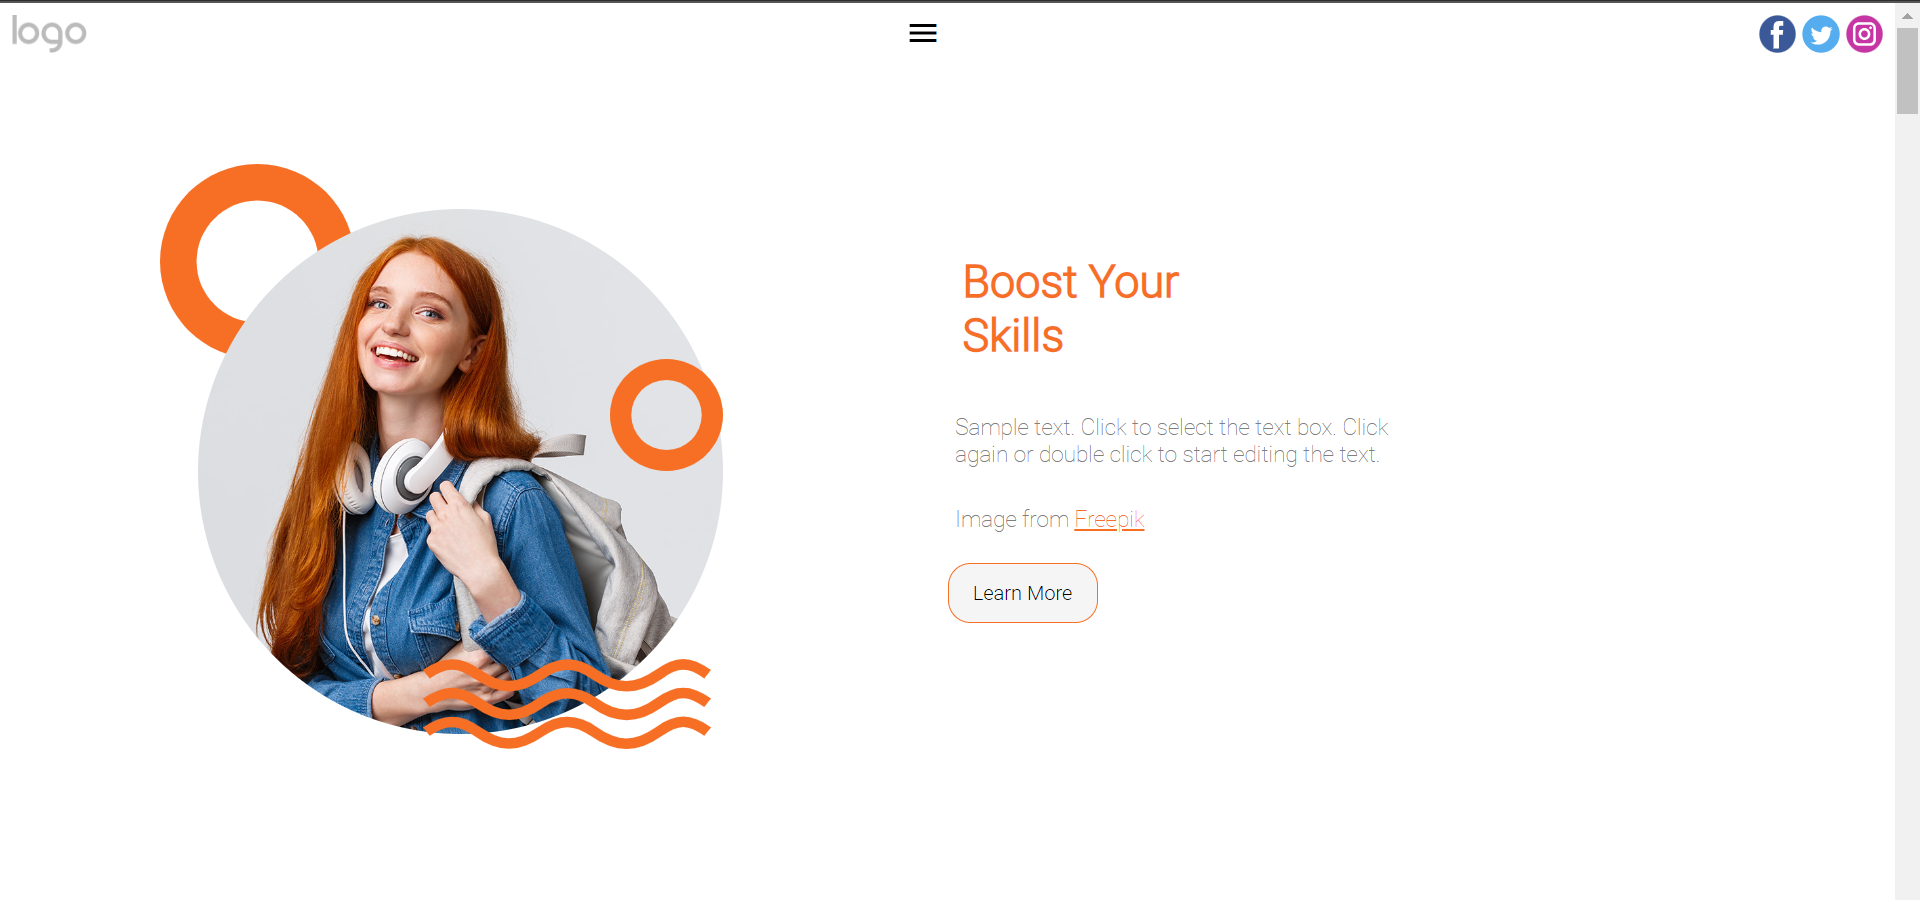 logo
Boost Your
Skills
Sample text. Click to select the text box. Click
again or double click to start editing the text.
Image from Freepik
Learn More